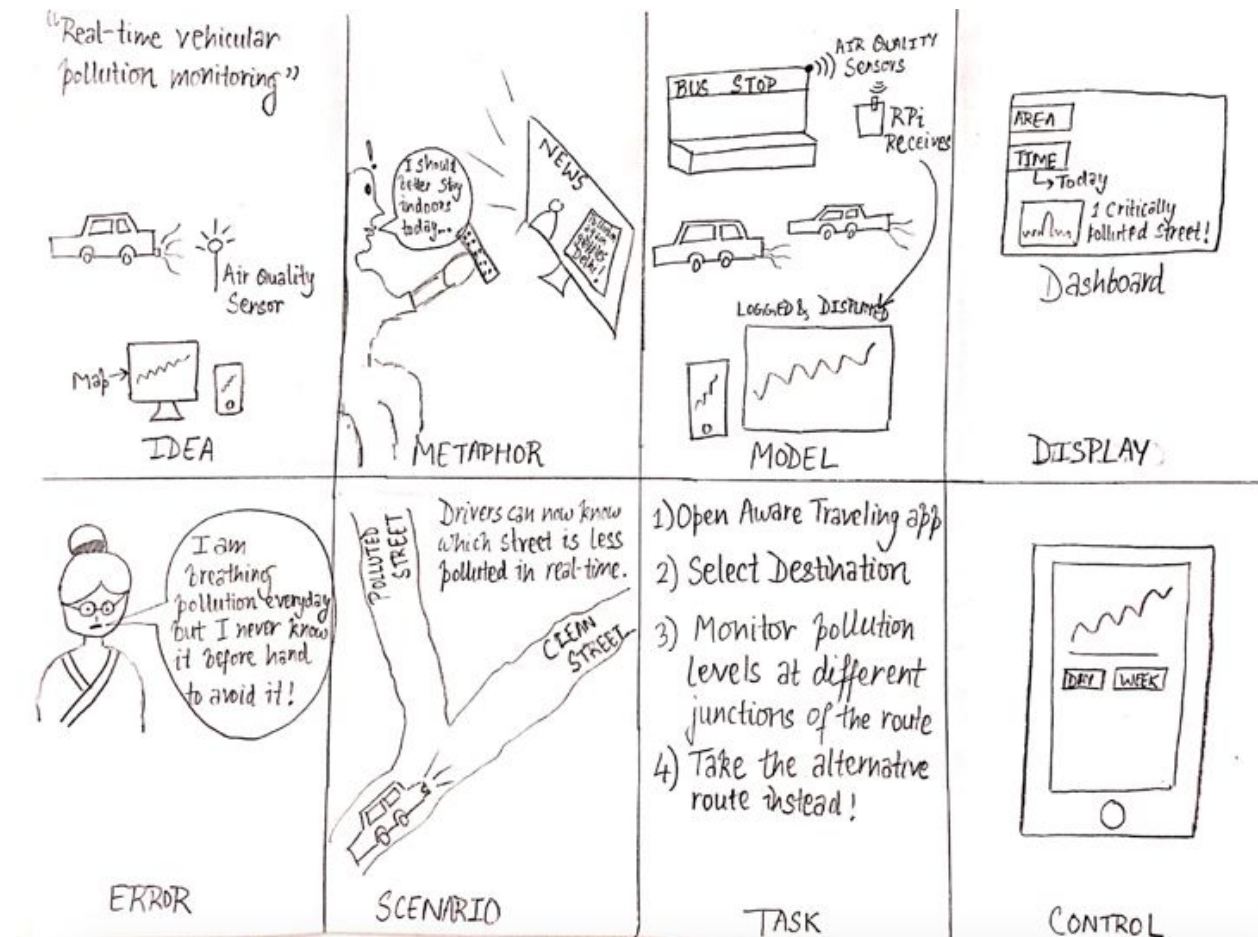 "Real-time vehicular
pollution monitoring"
Air Quality
Sensor
Map
IDEA
I should
better stay
indoors
today...
NEWS
Delhi!
METAPHOR
AIR QUALITY
Sensors
BUS STOP
RPi
Receives
LOGGED & DISPLAYED
MODEL
AREA
TIME
Today
1 Critically
polluted Street!
Dashboard
DISPLAY
I am
breathing
pollution everyday
but I never know
it before hand
to avoid it!
ERROR
Drivers can now know
which street is less
polluted in real-time.
POLLUTED
STREET
CLEAN
STREET
SCENARIO
1) Open Aware Traveling app
2) Select Destination
3) Monitor pollution
levels at different
junctions of the route
4) Take the alternative
route instead!
TASK
DAY
WEEK
CONTROL